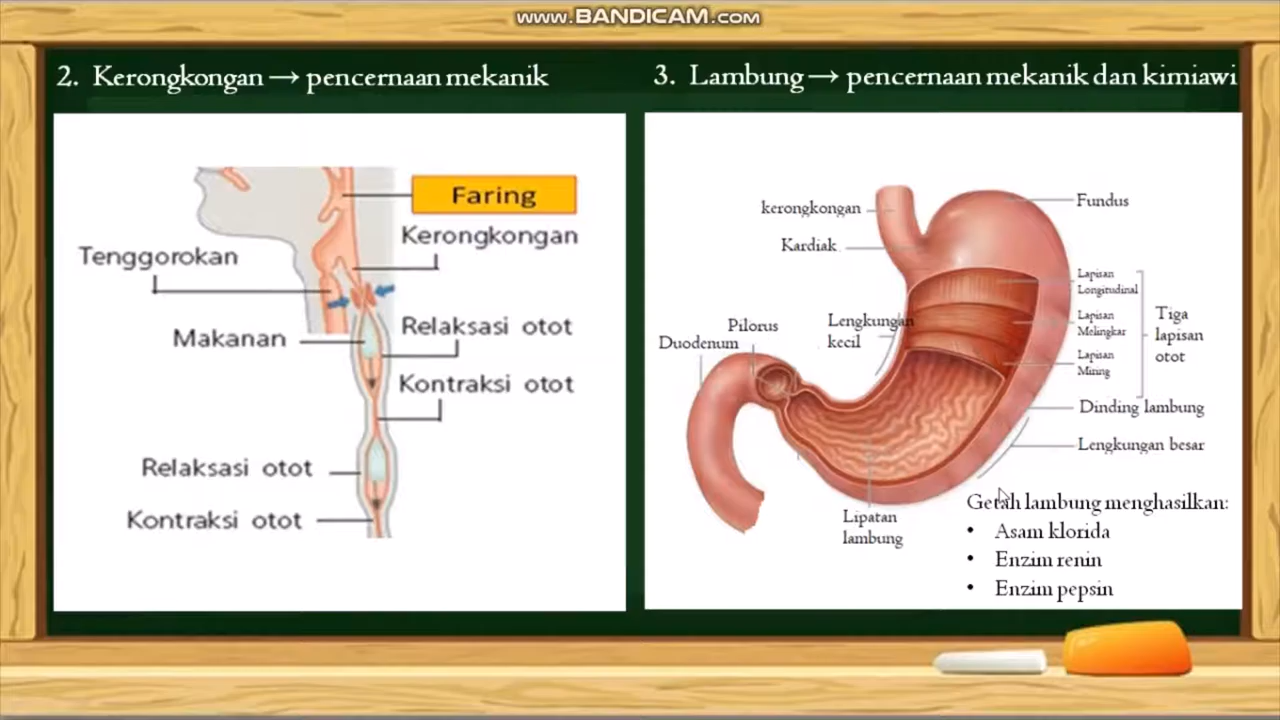 www.BANDICAM.com
2. Kerongkongan → pencernaan mekanik
Faring
Kerongkongan
Tenggorokan
Relaksasi otot
Makanan
Kontraksi otot
Relaksasi otot
Kontraksi otot
3. Lambung → pencernaan mekanik dan kimiawi
kerongkongan
Fundus
Kardiak
Lapisan
Longitudinal
Lapisan
Melingkar
Lapisan
Miring
Tiga
lapisan
otot
Lengkungan
kecil
Pilorus
Duodenum
Dinding lambung
Lengkungan besar
Lipatan
lambung
Getah lambung menghasilkan:
• Asam klorida
• Enzim renin
• Enzim pepsin